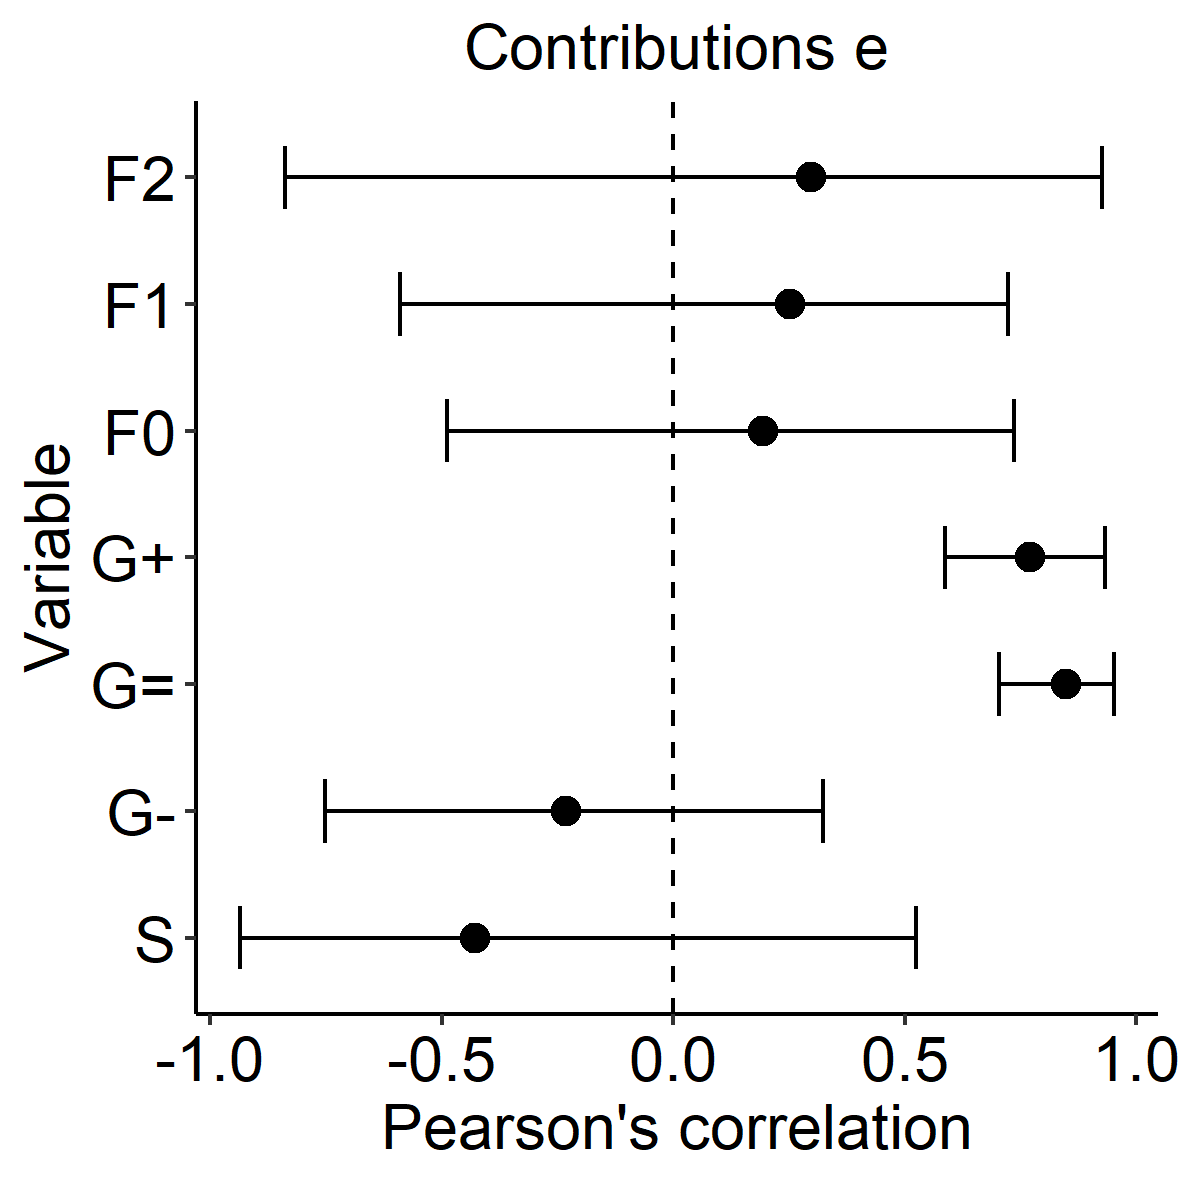 Contributions e
F2
F1
F0
G+
G=
G-
S
Variable
-1.0 -0.5 0.0 0.5 1.0
Pearson's correlation